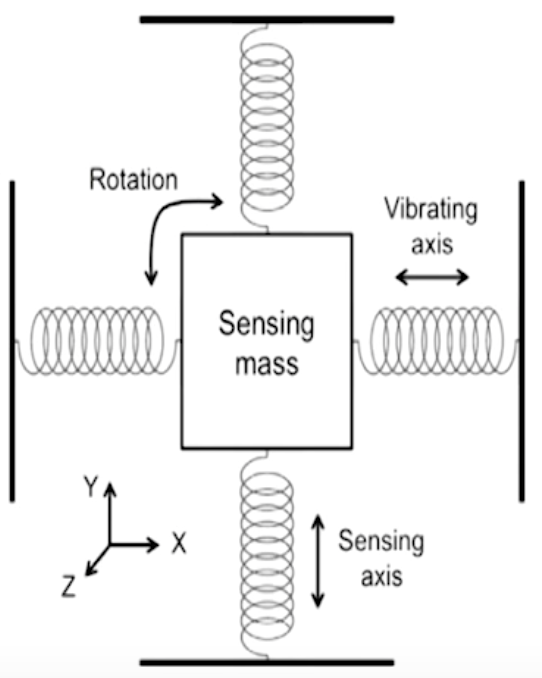 Rotation
Vibrating
axis
Sensing
mass
Y
X
Z
Sensing
axis